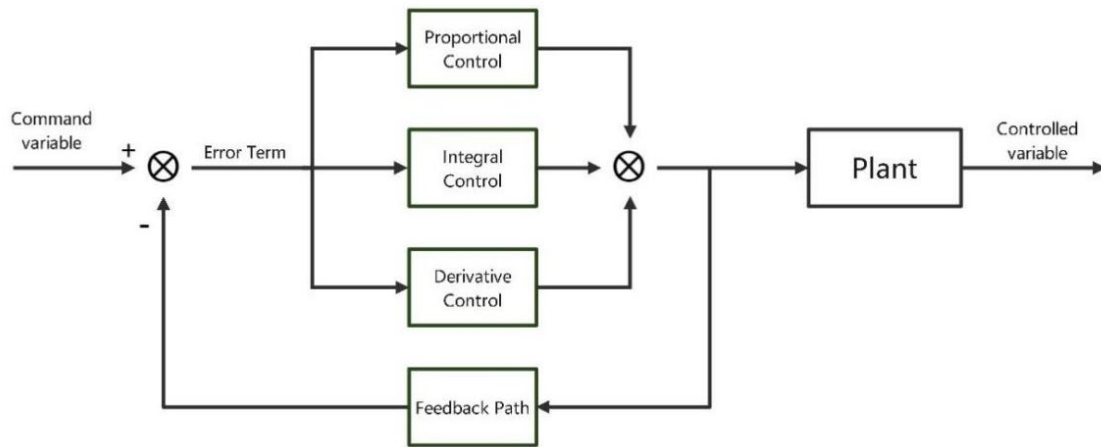 Command
variable
+
-
Error Term
Proportional
Control
Integral
Control
Derivative
Control
Feedback Path
Plant
Controlled
variable